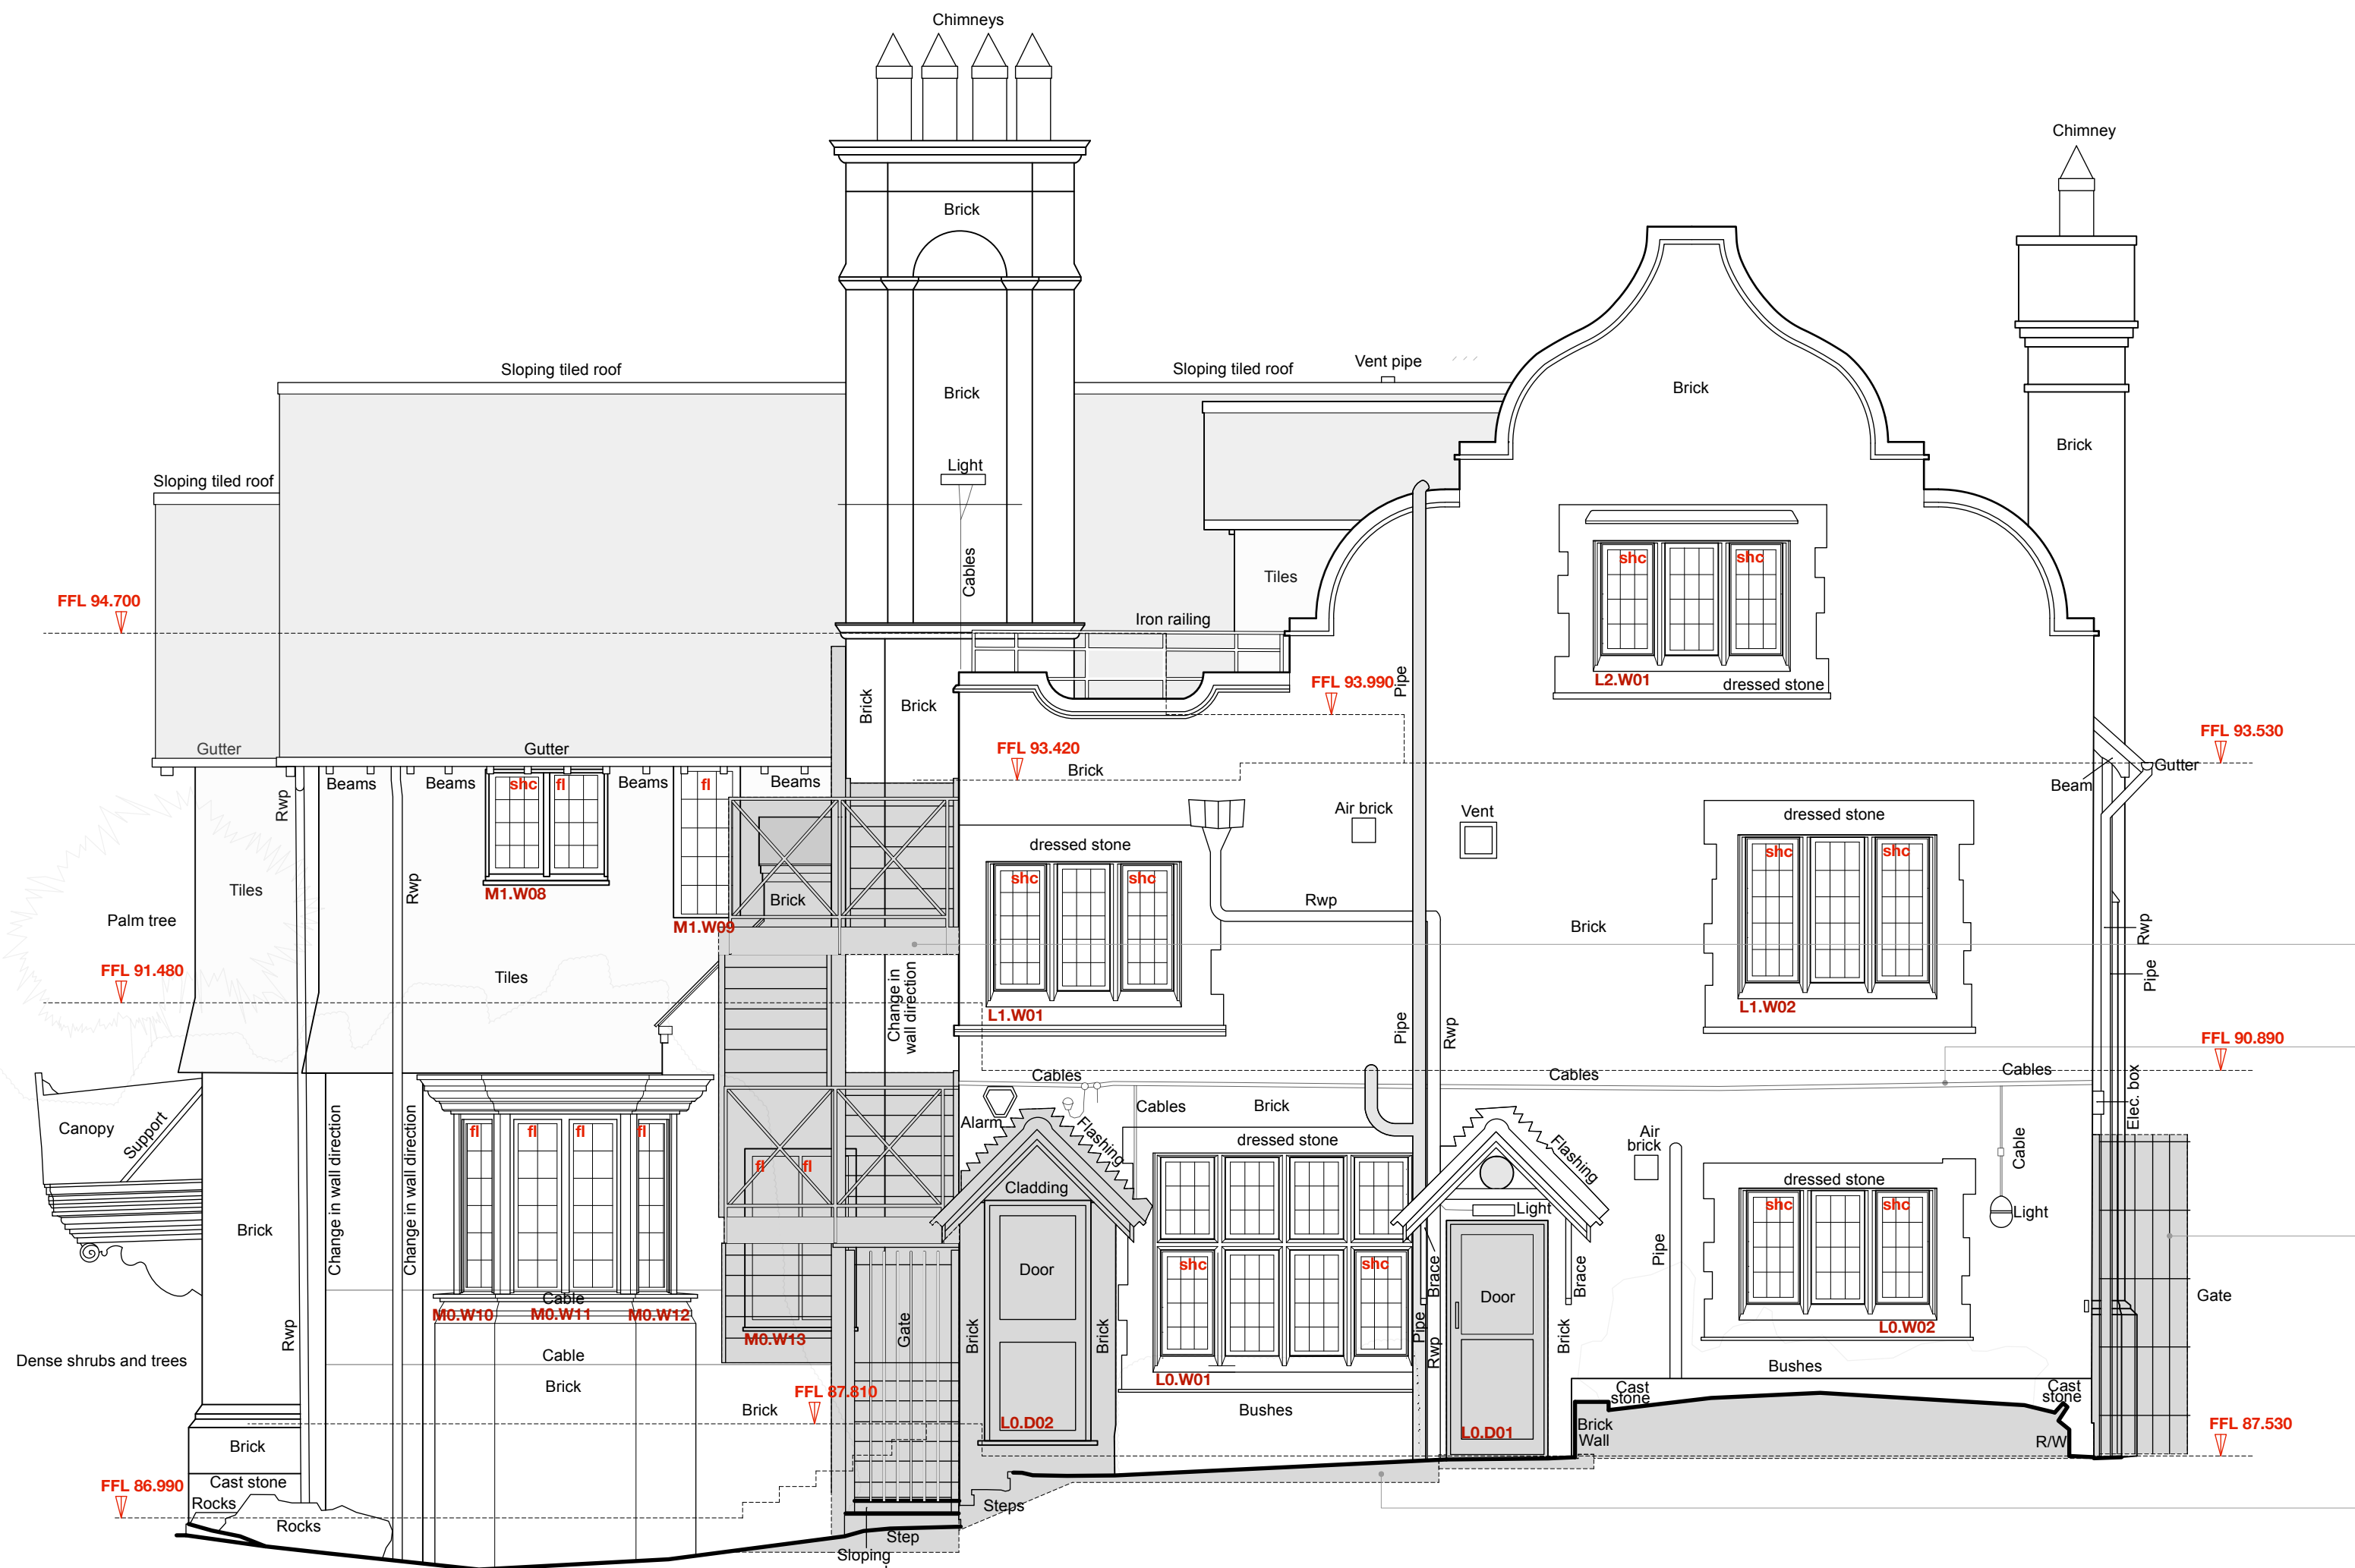 Chimneys
Chimney
Brick
Sloping tiled roof
Sloping tiled roof
Vent pipe
Brick
Brick
Brick
Light
Sloping tiled roof
Cables
shc
shc
Tiles
FFL 94.700
Iron railing
Pipe
FFL 93.990
L2.W01
dressed stone
Brick
Brick
FFL 93.530
Gutter
Gutter
FFL 93.420
Brick
Gutter
Beams
Beams
shc
fl
Beams
fl
Beams
Beam
Rwp
Air brick
Vent
dressed stone
dressed stone
shc
shc
shc
shc
Tiles
Rwp
M1.W08
Brick
Rwp
Palm tree
M1.W09
Brick
Rwp
FFL 91.480
Tiles
Change in
wall direction
Pipe
L1.W01
L1.W02
Pipe
Rwp
FFL 90.890
Cables
Cables
Cables
Elec. box
Cables
Brick
Canopy
Support
fl
fl
fl
fl
Alarm
Flashing
dressed stone
Flashing
Air
brick
Cable
fl
fl
Cladding
dressed stone
shc
shc
Brick
Change in wall direction
Change in wall direction
Light
Light
Pipe
Door
shc
shc
Brace
Brace
Door
Gate
Cable
M0.W10
M0.W11
M0.W12
Rwp
M0.W13
Gate
Brick
Brick
Pipe
Rwp
Brick
L0.W02
Dense shrubs and trees
Cable
Brick
L0.W01
Bushes
FFL 87.810
Cast
stone
Cast
stone
Brick
L0.D02
Bushes
L0.D01
Brick
Wall
R/W
FFL 87.530
Brick
Cast stone
FFL 86.990
Rocks
Rocks
Steps
Step
Sloping